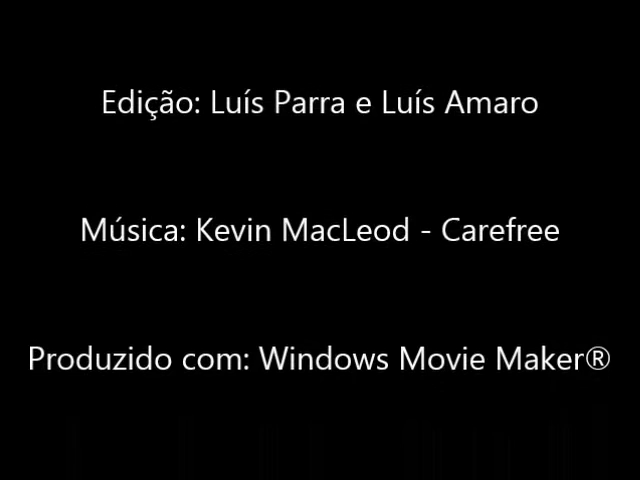 Edição: Luís Parra e Luís Amaro
Música: Kevin MacLeod - Carefree
Produzido com: Windows Movie Maker®